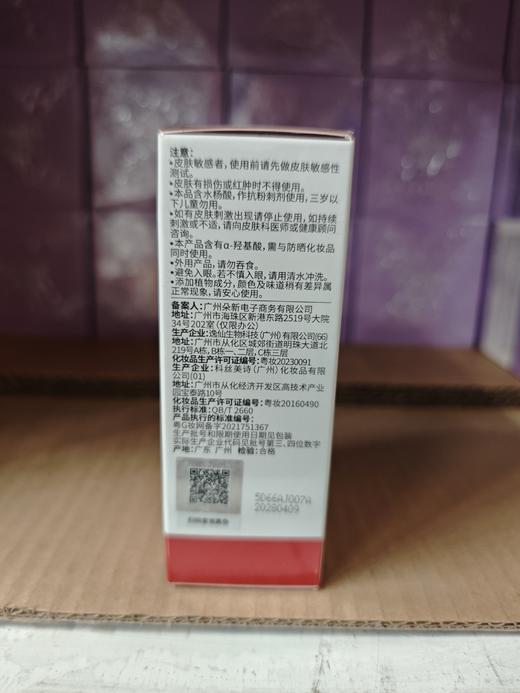 注意：
•皮肤敏感者，使用前请先做皮肤敏感性
测试。
•皮肤有损伤或红肿时不得使用。
•本品含水杨酸，作抗粉刺剂使用，三岁以
下儿童勿用。
•如有皮肤刺激出现请停止使用，如持续
刺激或不适，请向皮肤科医师或健康顾问
咨询。
•本产品含有α-羟基酸，需与防晒化妆品
同时使用。
•外用产品，请勿吞食。
•避免入眼。若不慎入眼，请用清水冲洗。
•添加植物成分，颜色及味道稍有差异属
正常现象，请安心使用。
备案人：广州朵新电子商务有限公司
地址：广州市海珠区新港东路2519号大院
34号202室（仅限办公）
生产企业：逸仙生物科技（广州）有限公司(66)
地址：广州市从化区城郊街道明珠大道北
219号A栋，B栋一、二层，C栋三层
化妆品生产许可证编号：粤妆20230091
生产企业：科丝美诗（广州）化妆品有限
公司(01)
地址：广州市从化经济开发区高技术产业
园宝泰路10号
化妆品生产许可证编号：粤妆20160490
执行标准：QB/T 2660
产品执行的标准编号：
粤G妆网备字2021751367
生产批号和限期使用日期见包装
实际生产企业代码见批号第三、四位数字
产地：广东 广州 检验：合格
5D66AJ007A
20280409